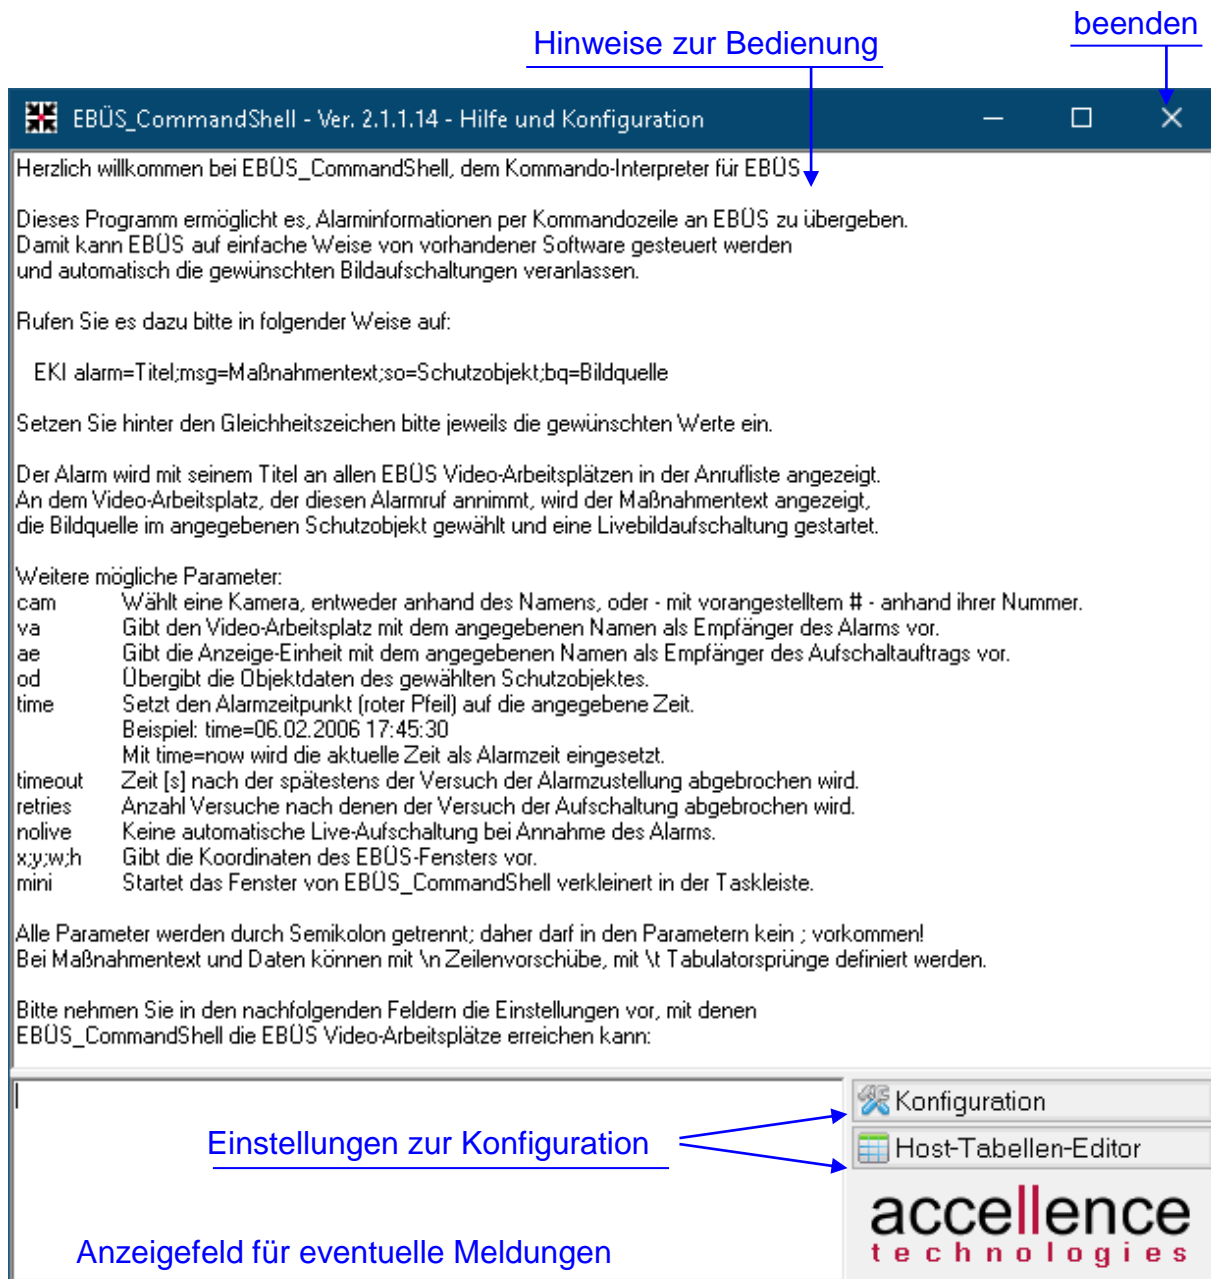 beenden
Hinweise zur Bedienung
EBÜS_CommandShell - Ver. 2.1.1.14 - Hilfe und Konfiguration
Herzlich willkommen bei EBÜS_CommandShell, dem Kommando-Interpreter für EBÜS
Dieses Programm ermöglicht es, Alarminformationen per Kommandozeile an EBÜS zu übergeben.
Damit kann EBÜS auf einfache Weise von vorhandener Software gesteuert werden
und automatisch die gewünschten Bildaufschaltungen veranlassen.
Rufen Sie es dazu bitte in folgender Weise auf:
EKI alarm=Titel;msg=Maßnahmentext;so=Schutzobjekt;bq=Bildquelle
Setzen Sie hinter den Gleichheitszeichen bitte jeweils die gewünschten Werte ein.
Der Alarm wird mit seinem Titel an allen EBÜS Video-Arbeitsplätzen in der Anrufliste angezeigt.
An dem Video-Arbeitsplatz, der diesen Alarmruf annimmt, wird der Maßnahmentext angezeigt,
die Bildquelle im angegebenen Schutzobjekt gewählt und eine Livebildaufschaltung gestartet.
Weitere mögliche Parameter:
cam Wählt eine Kamera, entweder anhand des Namens, oder - mit vorangestelltem # - anhand ihrer Nummer.
va Gibt den Video-Arbeitsplatz mit dem angegebenen Namen als Empfänger des Alarms vor.
ae Gibt die Anzeige-Einheit mit dem angegebenen Namen als Empfänger des Aufschaltauftrags vor.
od Übergibt die Objektdaten des gewählten Schutzobjektes.
time Setzt den Alarmzeitpunkt (roter Pfeil) auf die angegebene Zeit.
Beispiel: time=06.02.2006 17:45:30
Mit time=now wird die aktuelle Zeit als Alarmzeit eingesetzt.
timeout Zeit [s] nach der spätestens der Versuch der Alarmzustellung abgebrochen wird.
retries Anzahl Versuche nach denen der Versuch der Aufschaltung abgebrochen wird.
nolive Keine automatische Live-Aufschaltung bei Annahme des Alarms.
x;y;w;h Gibt die Koordinaten des EBÜS-Fensters vor.
mini Startet das Fenster von EBÜS_CommandShell verkleinert in der Taskleiste.
Alle Parameter werden durch Semikolon getrennt; daher darf in den Parametern kein ; vorkommen!
Bei Maßnahmentext und Daten können mit \n Zeilenvorschübe, mit \t Tabulatorsprünge definiert werden.
Bitte nehmen Sie in den nachfolgenden Feldern die Einstellungen vor, mit denen
EBÜS_CommandShell die EBÜS Video-Arbeitsplätze erreichen kann:
Konfiguration
Einstellungen zur Konfiguration
Host-Tabellen-Editor
accellence
technologies
Anzeigefeld für eventuelle Meldungen